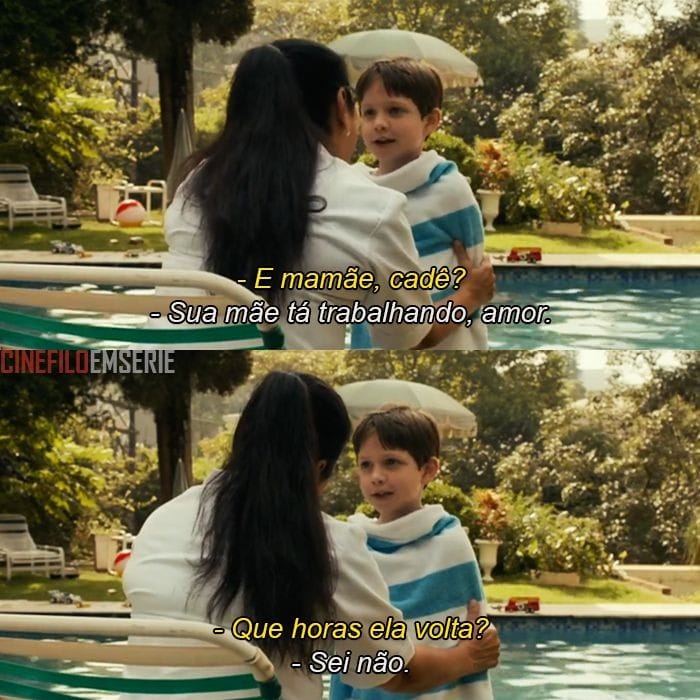 - E mamãe, cadê?
- Sua mãe tá trabalhando, amor.
CINEFILOEMSERIE
- Que horas ela volta?
- Sei não.